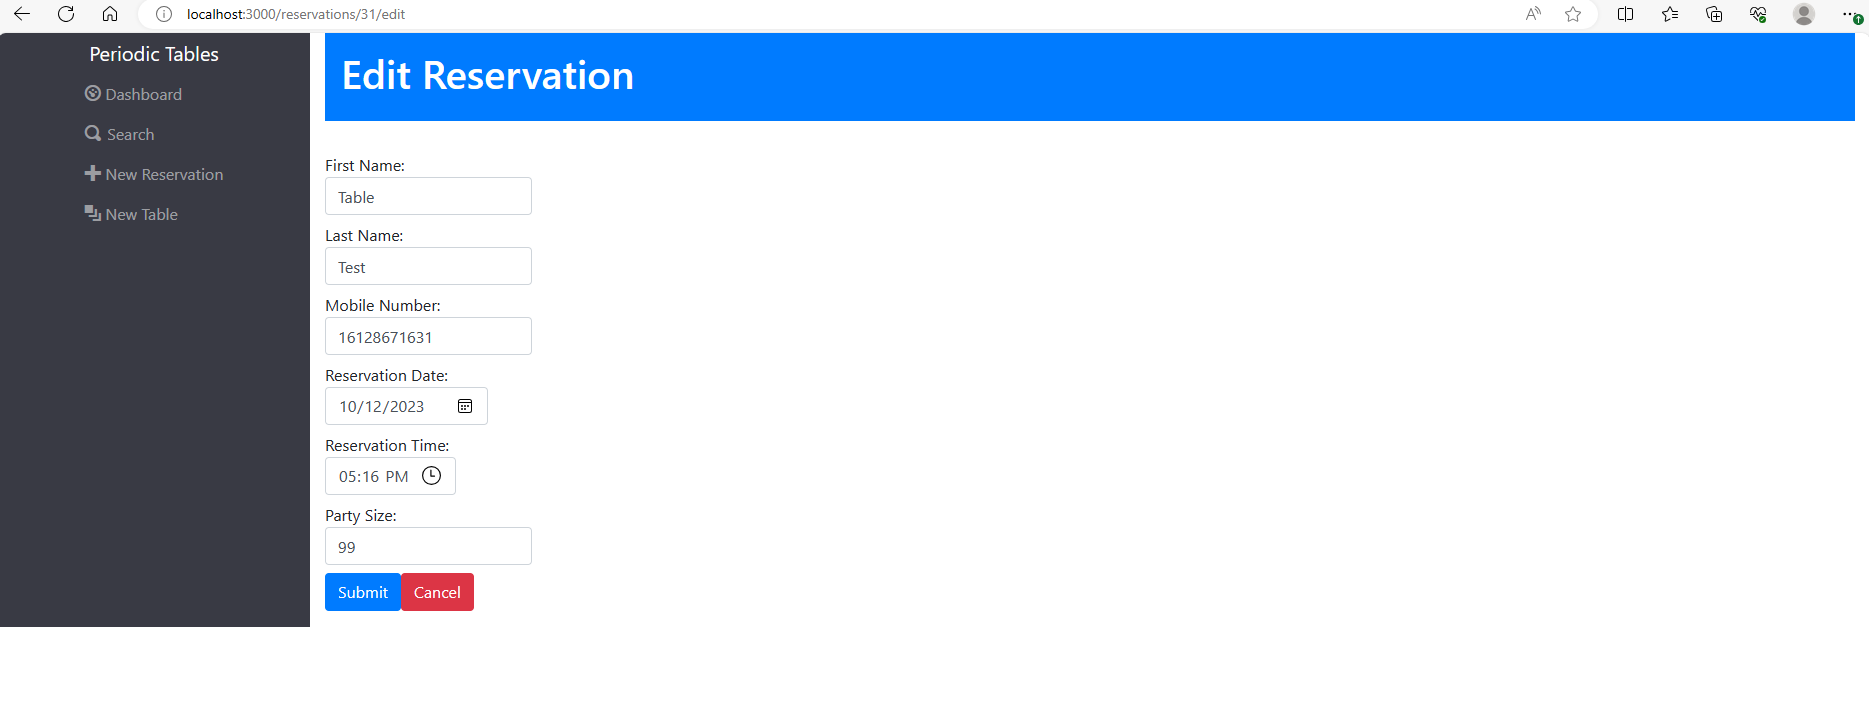 localhost:3000/reservations/31/edit
Periodic Tables
Dashboard
Search
New Reservation
New Table
Edit Reservation
First Name:
Table
Last Name:
Test
Mobile Number:
16128671631
Reservation Date:
10/12/2023
Reservation Time:
05:16 PM
Party Size:
99
Submit Cancel